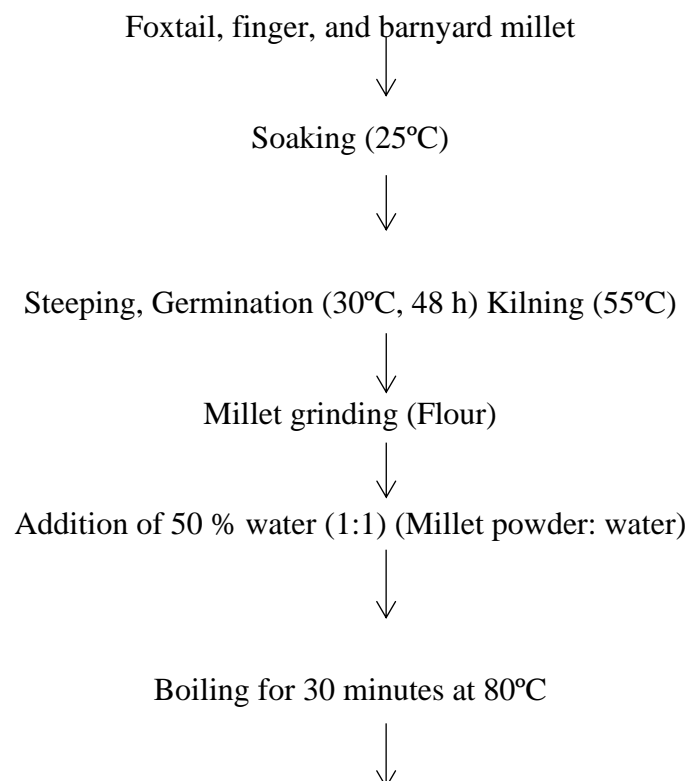 Foxtail, finger, and barnyard millet
Soaking (25ºC)
Steeping, Germination (30ºC, 48 h) Kilning (55ºC)
Millet grinding (Flour)
Addition of 50 % water (1:1) (Millet powder: water)
Boiling for 30 minutes at 80ºC